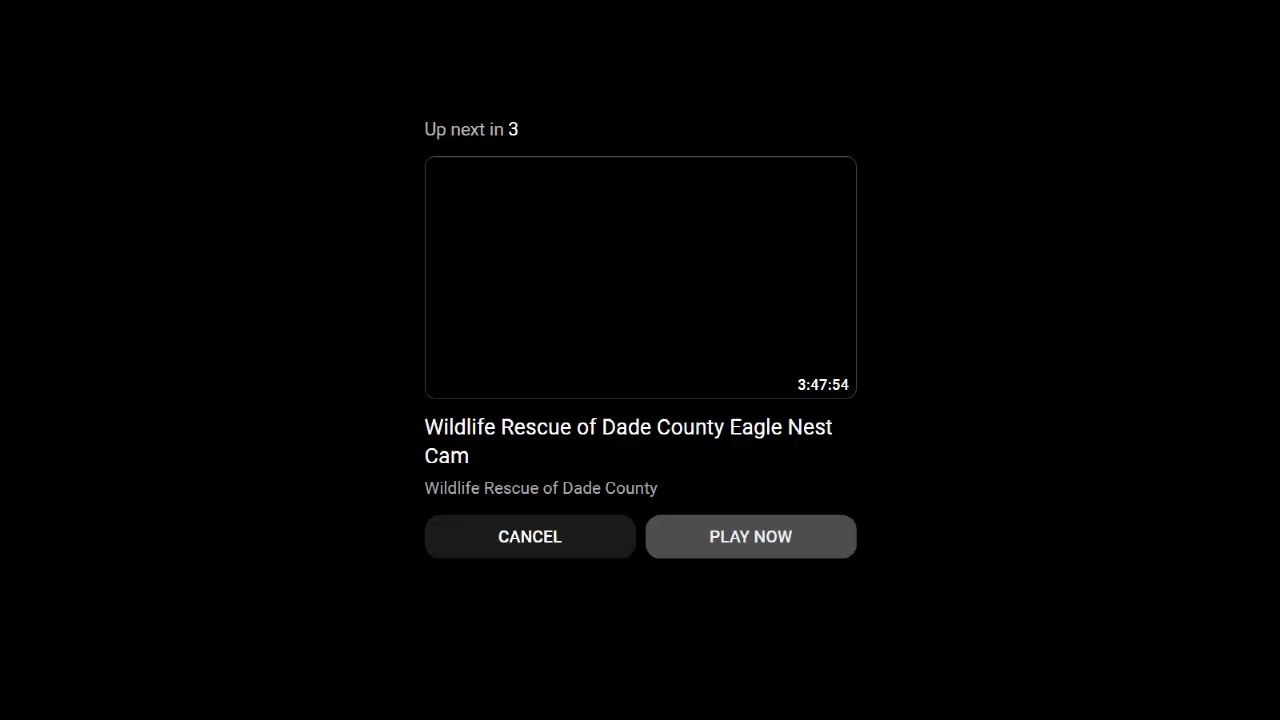 Up next in 3
3:47:54
Wildlife Rescue of Dade County Eagle Nest
Cam
Wildlife Rescue of Dade County
CANCEL
PLAY NOW